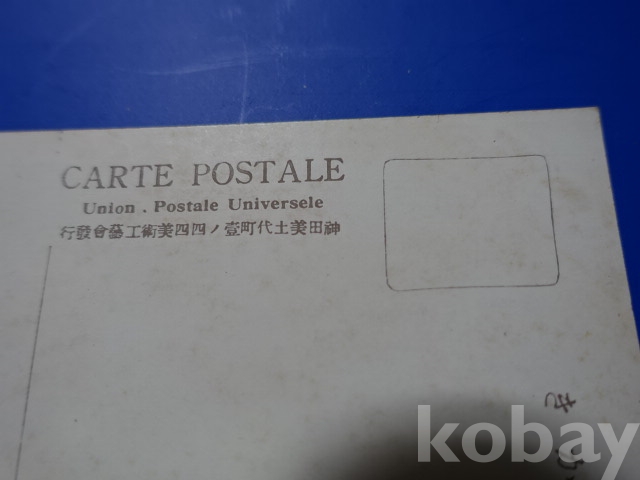 CARTE POSTALE
Union . Postale Universele
行發會藝工術美四四ノ壹町代土美田神
kobay